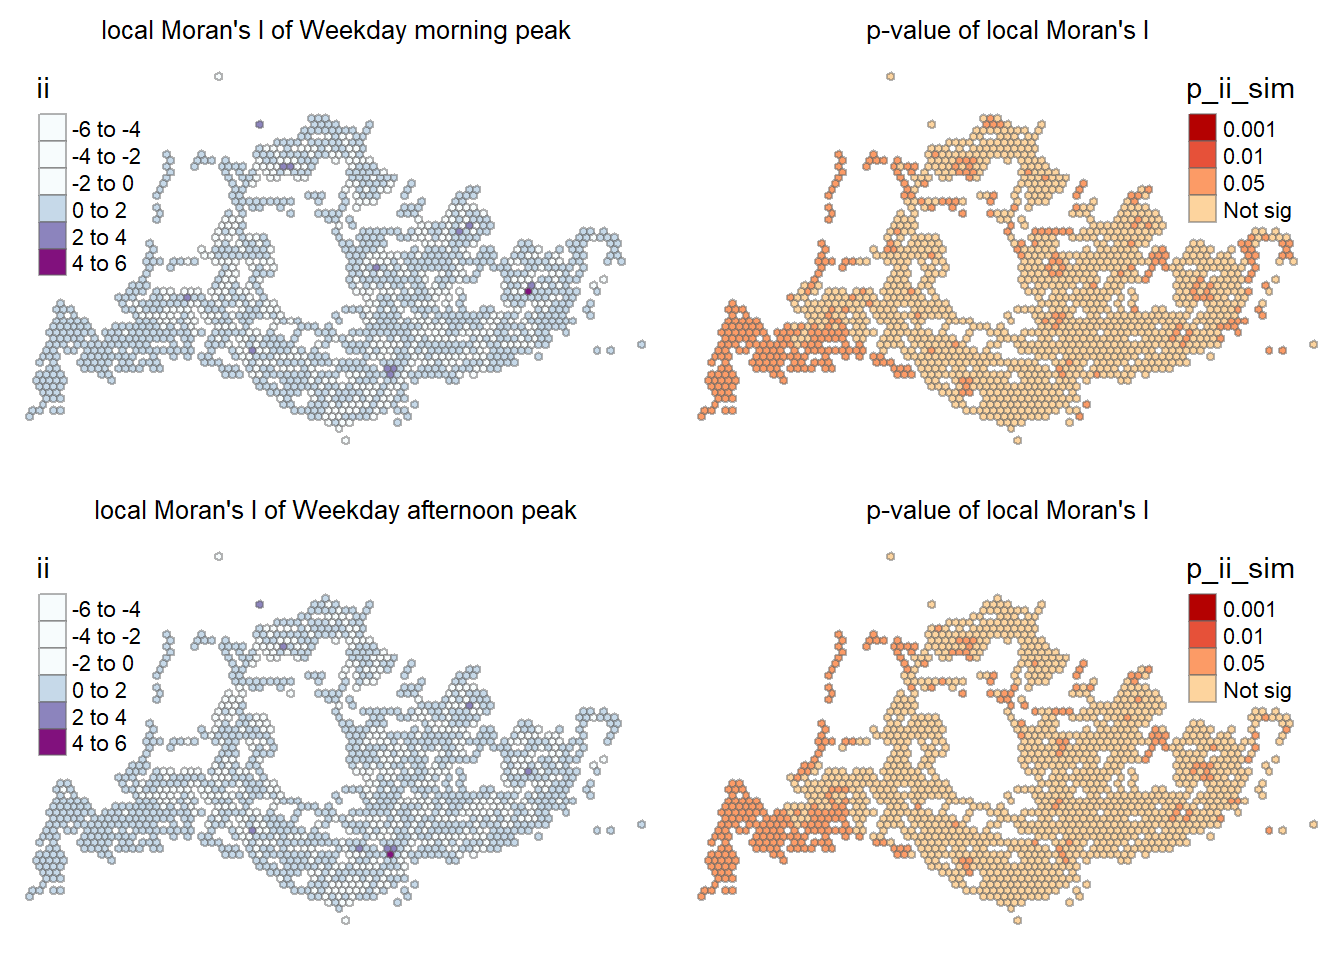 local Moran's I of Weekday morning peak
p-value of local Moran's I
ii
-6 to -4
-4 to -2
-2 to 0
0 to 2
2 to 4
4 to 6
p_ii_sim
0.001
0.01
0.05
Not sig
local Moran's I of Weekday afternoon peak
p-value of local Moran's I
ii
-6 to -4
-4 to -2
-2 to 0
0 to 2
2 to 4
4 to 6
p_ii_sim
0.001
0.01
0.05
Not sig